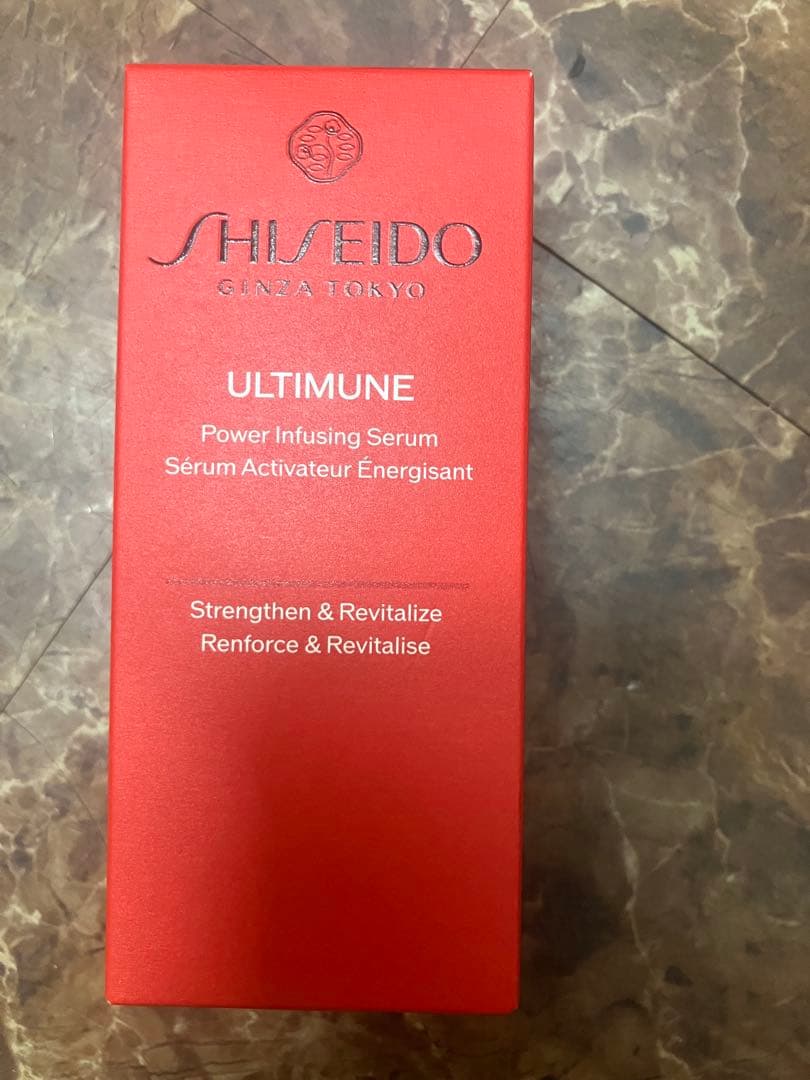 SHISEIDO
GINZA TOKYO
ULTIMUNE
Power Infusing Serum
Sérum Activateur Énergisant
Strengthen & Revitalize
Renforce & Revitalise